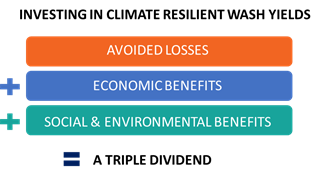 INVESTING IN CLIMATE RESILIENT WASH YIELDS
AVOIDED LOSSES
+ ECONOMIC BENEFITS
+ SOCIAL & ENVIRONMENTAL BENEFITS
= A TRIPLE DIVIDEND